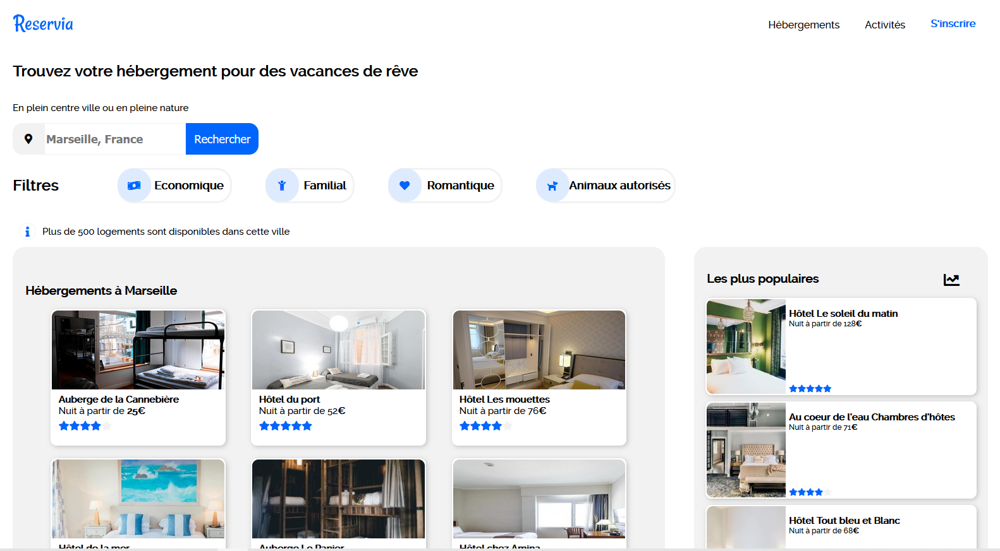 Reservia
Hébergements
Activités
S'inscrire
Trouvez votre hébergement pour des vacances de rêve
En plein centre ville ou en pleine nature
Marseille, France
Rechercher
Filtres
Economique
Familial
Romantique
Animaux autorisés
Plus de 500 logements sont disponibles dans cette ville
Hébergements à Marseille
Auberge de la Cannebière
Nuit à partir de 25€
Hôtel du port
Nuit à partir de 52€
Hôtel Les mouettes
Nuit à partir de 76€
Hôtel de la mer
Auberge Le Panier
Hôtel chez Amina
Les plus populaires
Hôtel Le soleil du matin
Nuit à partir de 128€
Au coeur de l'eau Chambres d'hôtes
Nuit à partir de 71€
Hôtel Tout bleu et Blanc
Nuit à partir de 68€